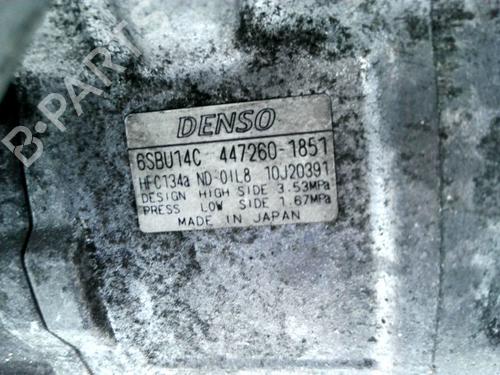 B-PARTS
DENSO
6SBU14C 447260-1851
HFC134a ND-OIL8 10J20391
DESIGN HIGH SIDE 3.53MPa
PRESS LOW SIDE 1.67MPa
MADE IN JAPAN